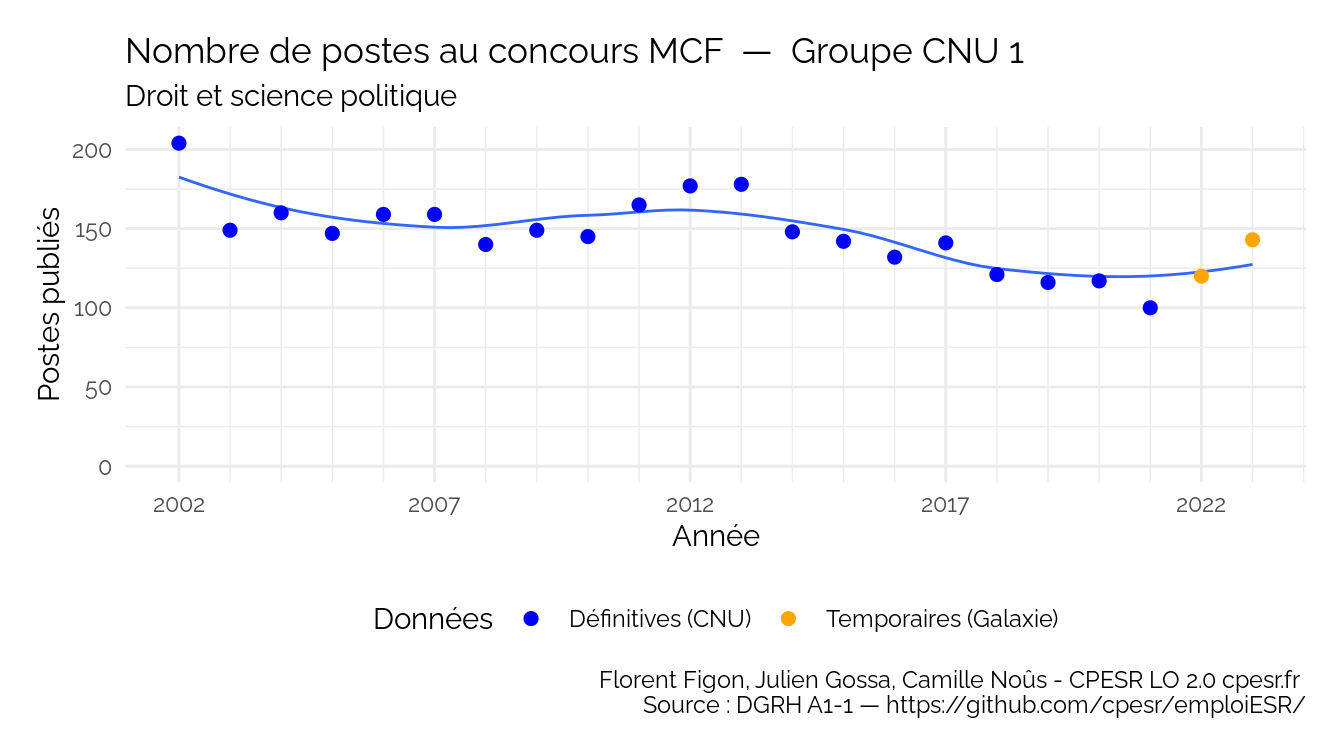 Nombre de postes au concours MCF — Groupe CNU 1
Droit et science politique
Postes publiés
200
150
100
50
0
2002 2007 2012 2017 2022
Année
Données Définitives (CNU) Temporaires (Galaxie)
Florent Figon, Julien Gossa, Camille Noûs - CPESR LO 2.0 cpesr.fr
Source : DGRH A1-1 — https://github.com/cpesr/emploiESR/